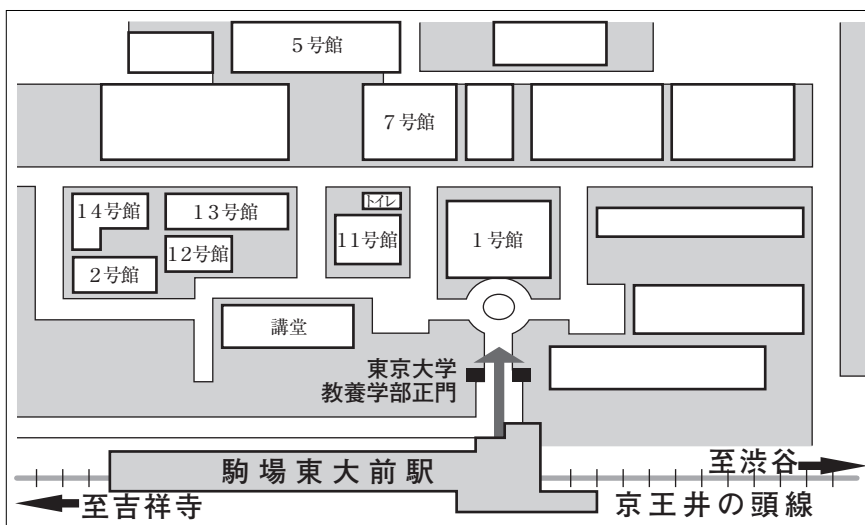 5号館
7号館
14号館
13号館
トイレ
11号館
1号館
12号館
2号館
講堂
東京大学
教養学部正門
駒場東大前駅
至渋谷
至吉祥寺
京王井の頭線